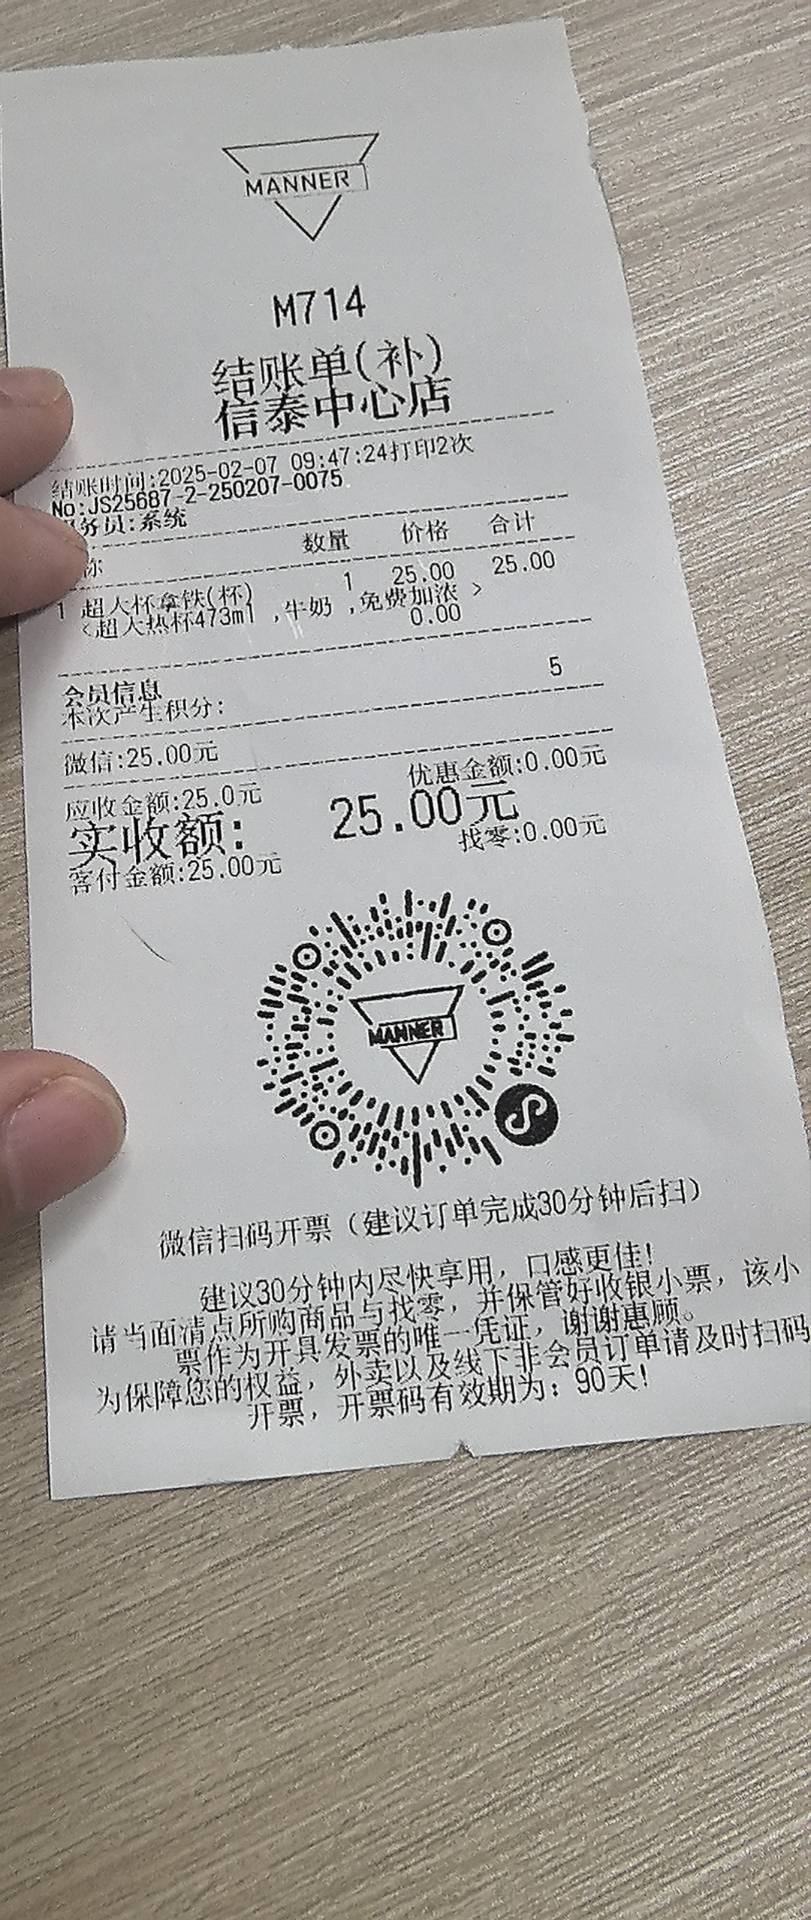 MANNER
M714
结账单(补)
信泰中心店
结账时间:2025-02-07 09:47:24打印2次
No:JS25687-2-250207-0075
务员:系统
称 数量 价格 合计
1 超大杯拿铁(杯) 1 25.00 25.00
<超大热杯473ml ,牛奶 ,免费加浓 >
0.00
会员信息
本次产生积分: 5
微信:25.00元
应收金额:25.0元 优惠金额:0.00元
实收额: 25.00元
客付金额:25.00元 找零:0.00元
MANNER
微信扫码开票（建议订单完成30分钟后扫）
建议30分钟内尽快享用，口感更佳!
请当面清点所购商品与找零，并保管好收银小票，该小
票作为开具发票的唯一凭证，谢谢惠顾。
为保障您的权益，外卖以及线下非会员订单请及时扫码
开票，开票码有效期为：90天!